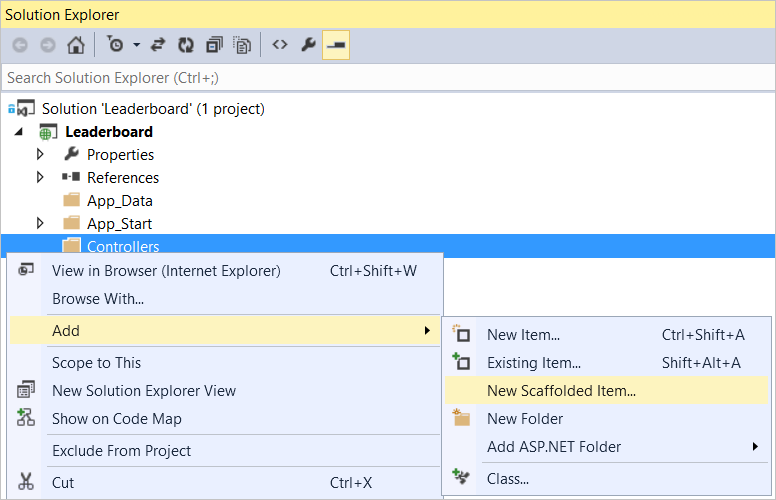 Solution Explorer
Search Solution Explorer (Ctrl+;)
Solution 'Leaderboard' (1 project)
Leaderboard
Properties
References
App_Data
App_Start
Controllers
View in Browser (Internet Explorer) Ctrl+Shift+W
Browse With...
Add
Scope to This
New Solution Explorer View
Show on Code Map
Exclude From Project
Cut Ctrl+X
New Item... Ctrl+Shift+A
Existing Item... Shift+Alt+A
New Scaffolded Item...
New Folder
Add ASP.NET Folder
Class...